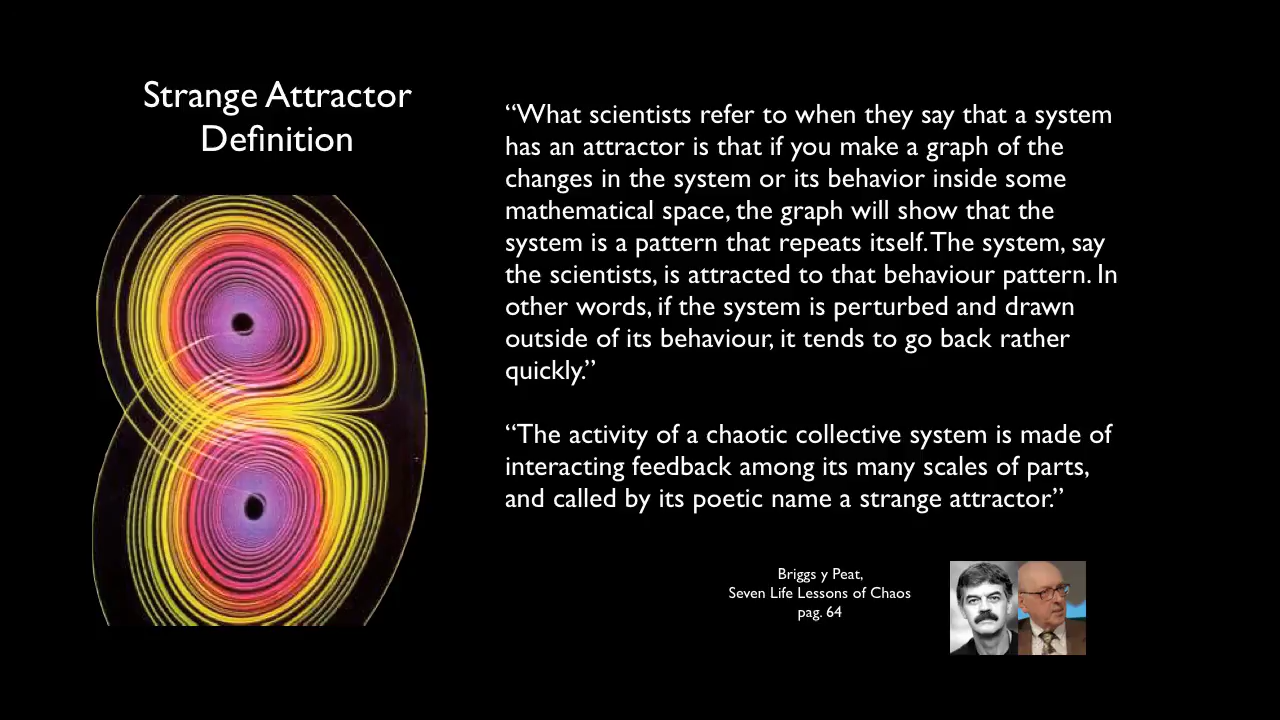 Strange Attractor
Definition
“What scientists refer to when they say that a system
has an attractor is that if you make a graph of the
changes in the system or its behavior inside some
mathematical space, the graph will show that the
system is a pattern that repeats itself. The system, say
the scientists, is attracted to that behaviour pattern. In
other words, if the system is perturbed and drawn
outside of its behaviour, it tends to go back rather
quickly.”
“The activity of a chaotic collective system is made of
interacting feedback among its many scales of parts,
and called by its poetic name a strange attractor.”
Briggs y Peat,
Seven Life Lessons of Chaos
pag. 64